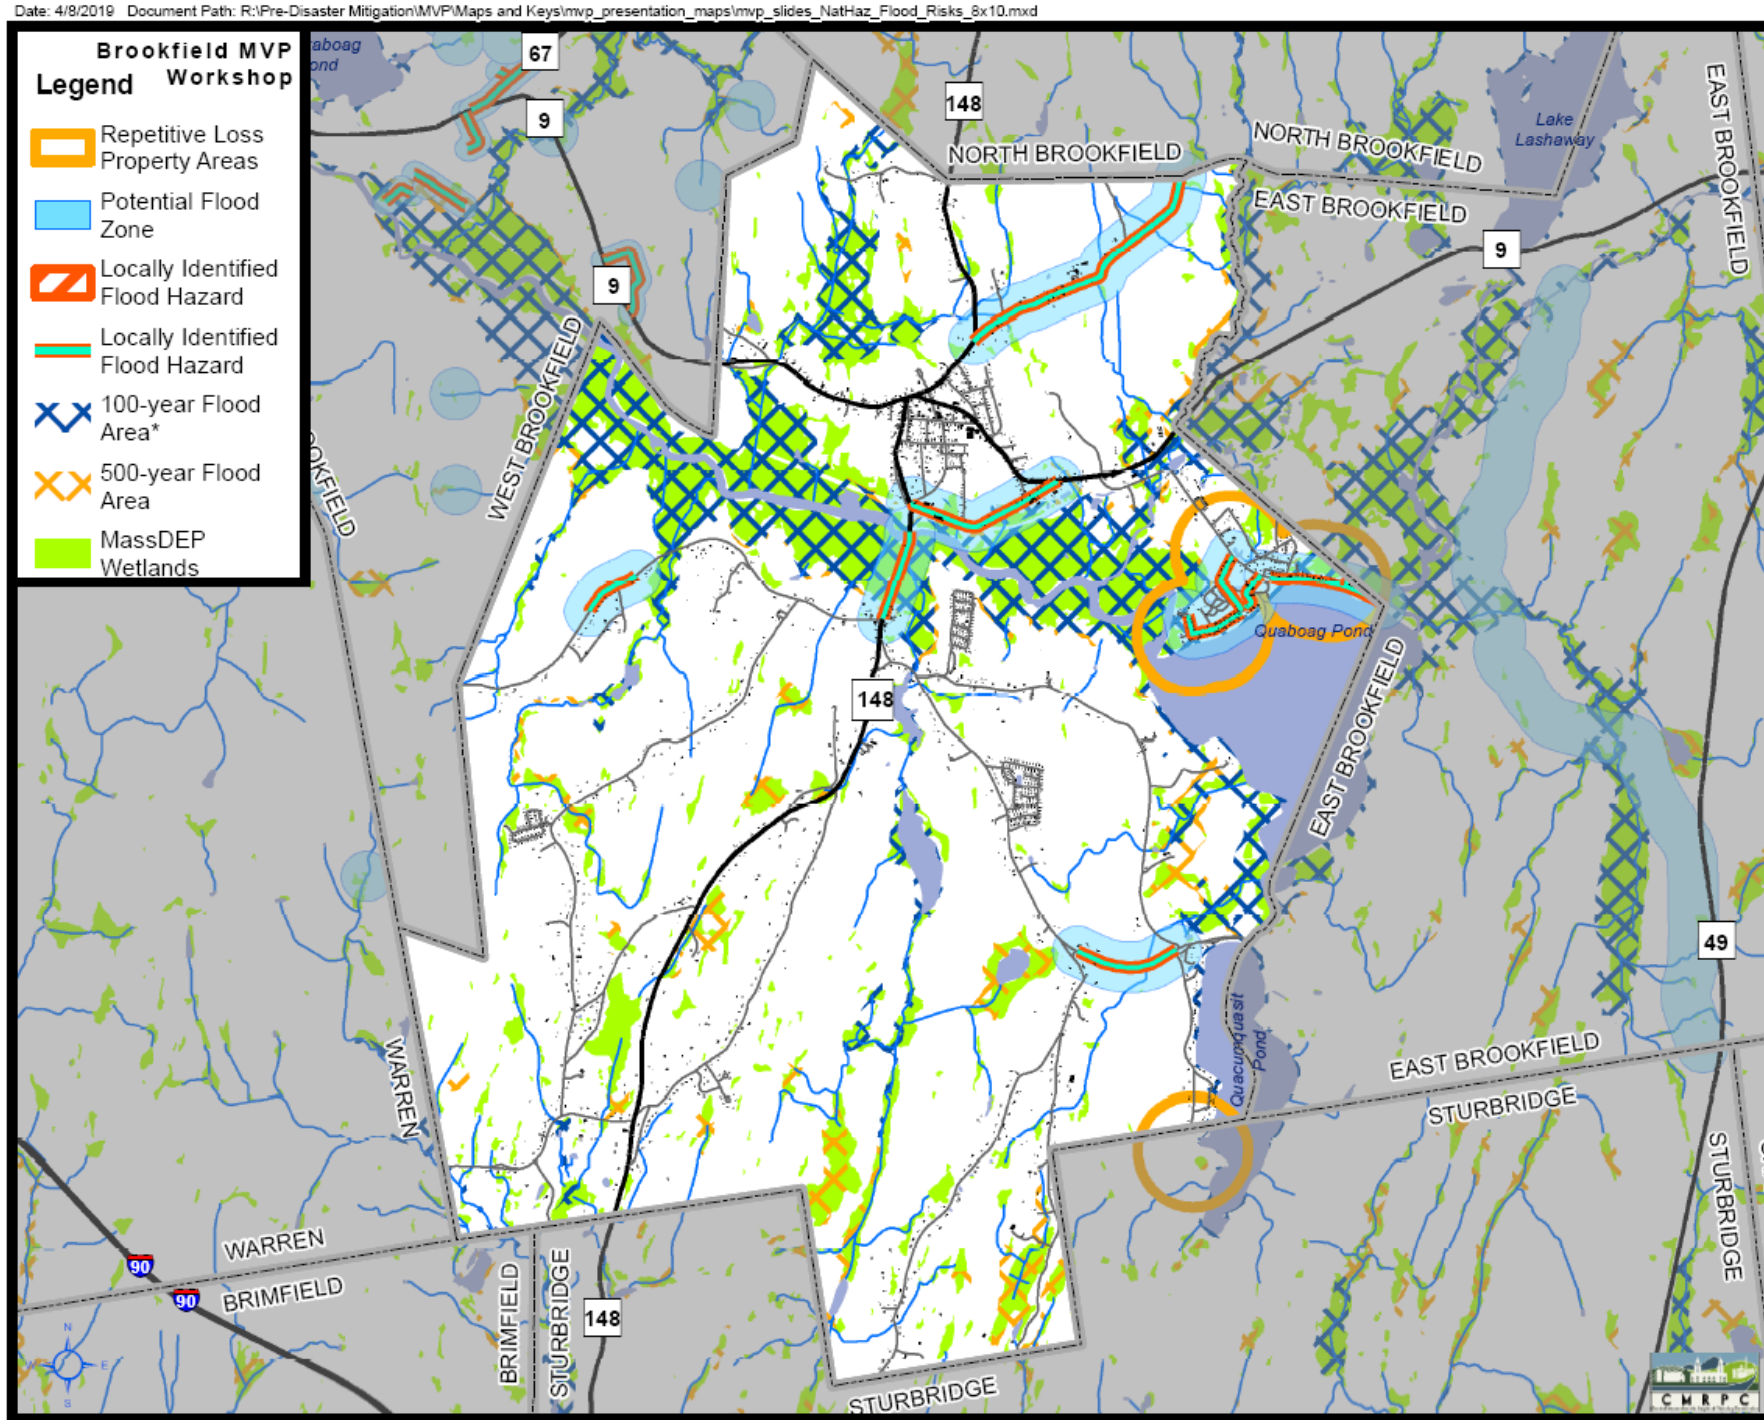 Date: 4/8/2019   Document Path: R:\Pre-Disaster Mitigation\MVP\Maps and Keys\mvp_presentation_maps\mvp_slides_NatHaz_Flood_Risks_8x10.mxd
Brookfield MVP
Workshop
Legend
Repetitive Loss
Property Areas
Potential Flood
Zone
Locally Identified
Flood Hazard
Locally Identified
Flood Hazard
100-year Flood
Area*
500-year Flood
Area
MassDEP
Wetlands
67
9
148
NORTH BROOKFIELD
NORTH BROOKFIELD
Lake
Lashaway
EAST BROOKFIELD
EAST BROOKFIELD
9
9
WEST BROOKFIELD
Quaboag Pond
148
EAST BROOKFIELD
49
Quacumquasit
Pond
WARREN
EAST BROOKFIELD
STURBRIDGE
STURBRIDGE
WARREN
90
90
BRIMFIELD
BRIMFIELD
STURBRIDGE
148
STURBRIDGE
N
E
S
CMRPC